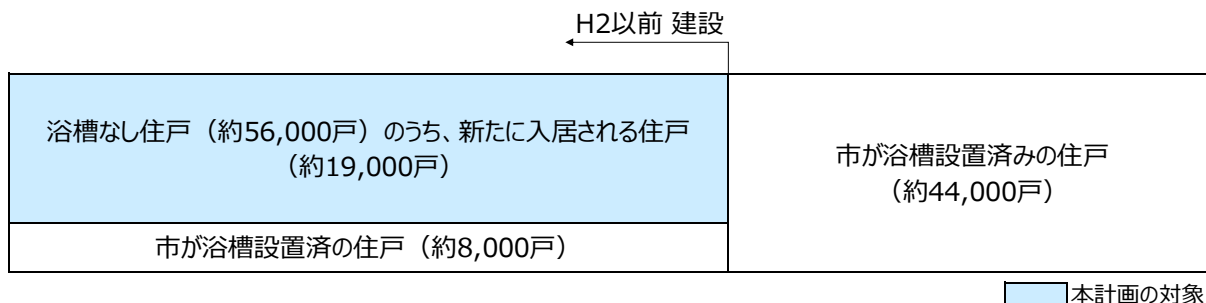 H2以前 建設
浴槽なし住戸（約56,000戸）のうち、新たに入居される住戸
（約19,000戸）
市が浴槽設置済みの住戸
（約44,000戸）
市が浴槽設置済の住戸（約8,000戸）
本計画の対象